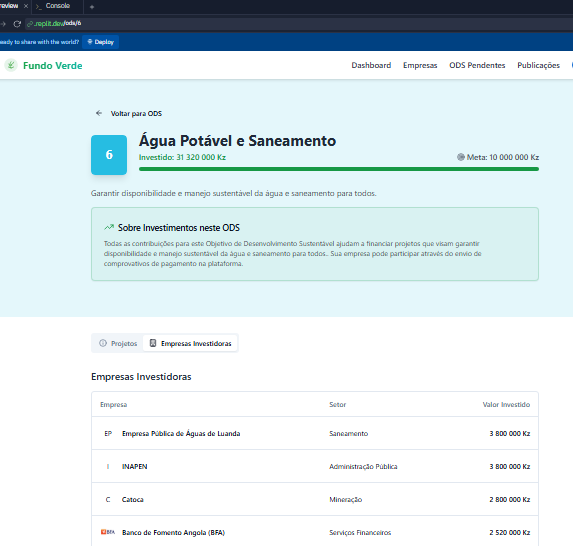 review
Console
.replit.dev/ods/6
eady to share with the world?
Deploy
Fundo Verde
Dashboard
Empresas
ODS Pendentes
Publicações
Voltar para ODS
6
Água Potável e Saneamento
Investido: 31 320 000 Kz
Meta: 10 000 000 Kz
Garantir disponibilidade e manejo sustentável da água e saneamento para todos.
Sobre Investimentos neste ODS
Todas as contribuições para este Objetivo de Desenvolvimento Sustentável ajudam a financiar projetos que visam garantir
disponibilidade e manejo sustentável da água e saneamento para todos.. Sua empresa pode participar através do envio de
comprovativos de pagamento na plataforma.
Projetos
Empresas Investidoras
Empresas Investidoras
Empresa
Setor
Valor Investido
EP
Empresa Pública de Águas de Luanda
Saneamento
3 800 000 Kz
I
INAPEN
Administração Pública
3 800 000 Kz
C
Catoca
Mineração
2 800 000 Kz
BFA
Banco de Fomento Angola (BFA)
Serviços Financeiros
2 520 000 Kz